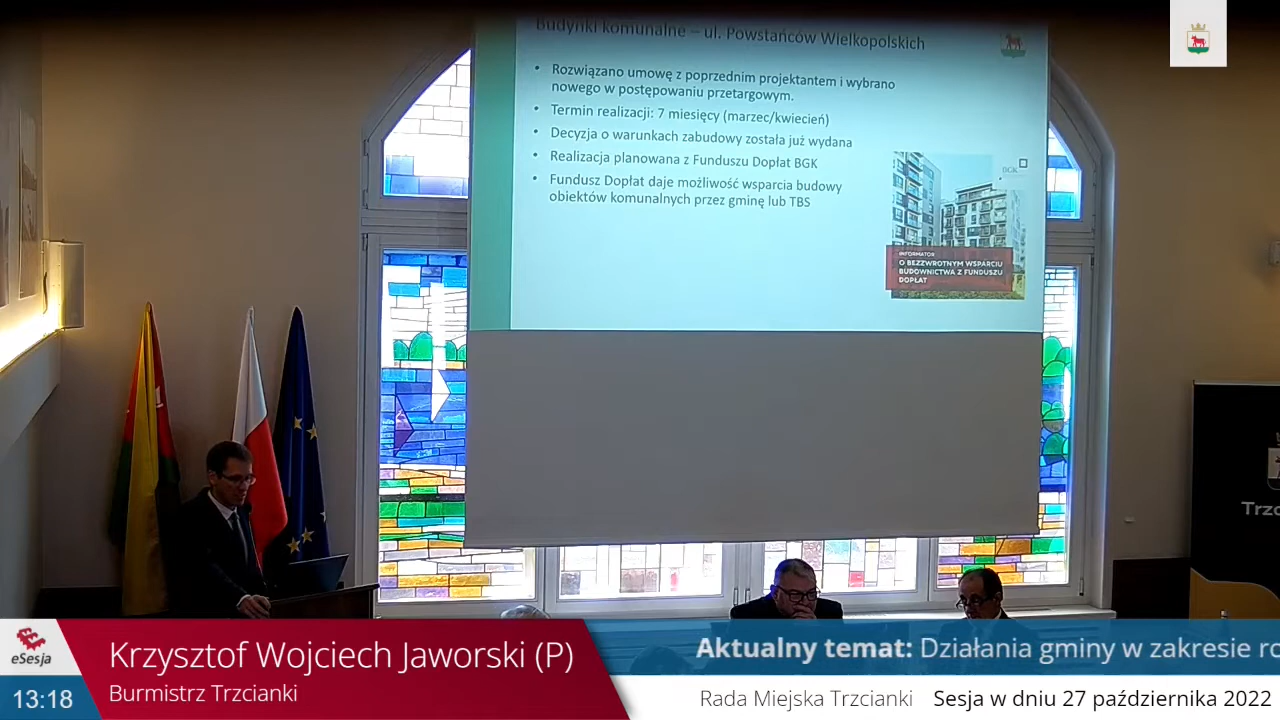 Budynki komunalne – ul. Powstańców Wielkopolskich
• Rozwiązano umowę z poprzednim projektantem i wybrano
nowego w postępowaniu przetargowym.
• Termin realizacji: 7 miesięcy (marzec/kwiecień)
• Decyzja o warunkach zabudowy została już wydana
• Realizacja planowana z Funduszu Dopłat BGK
• Fundusz Dopłat daje możliwość wsparcia budowy
obiektów komunalnych przez gminę lub TBS
BGK
INFORMATOR
O BEZZWROTNYM WSPARCIU
BUDOWNICTWA Z FUNDUSZU
DOPŁAT
Trzc
eSesja
13:18
Krzysztof Wojciech Jaworski (P)
Burmistrz Trzcianki
Aktualny temat: Działania gminy w zakresie ro
Rada Miejska Trzcianki Sesja w dniu 27 października 2022